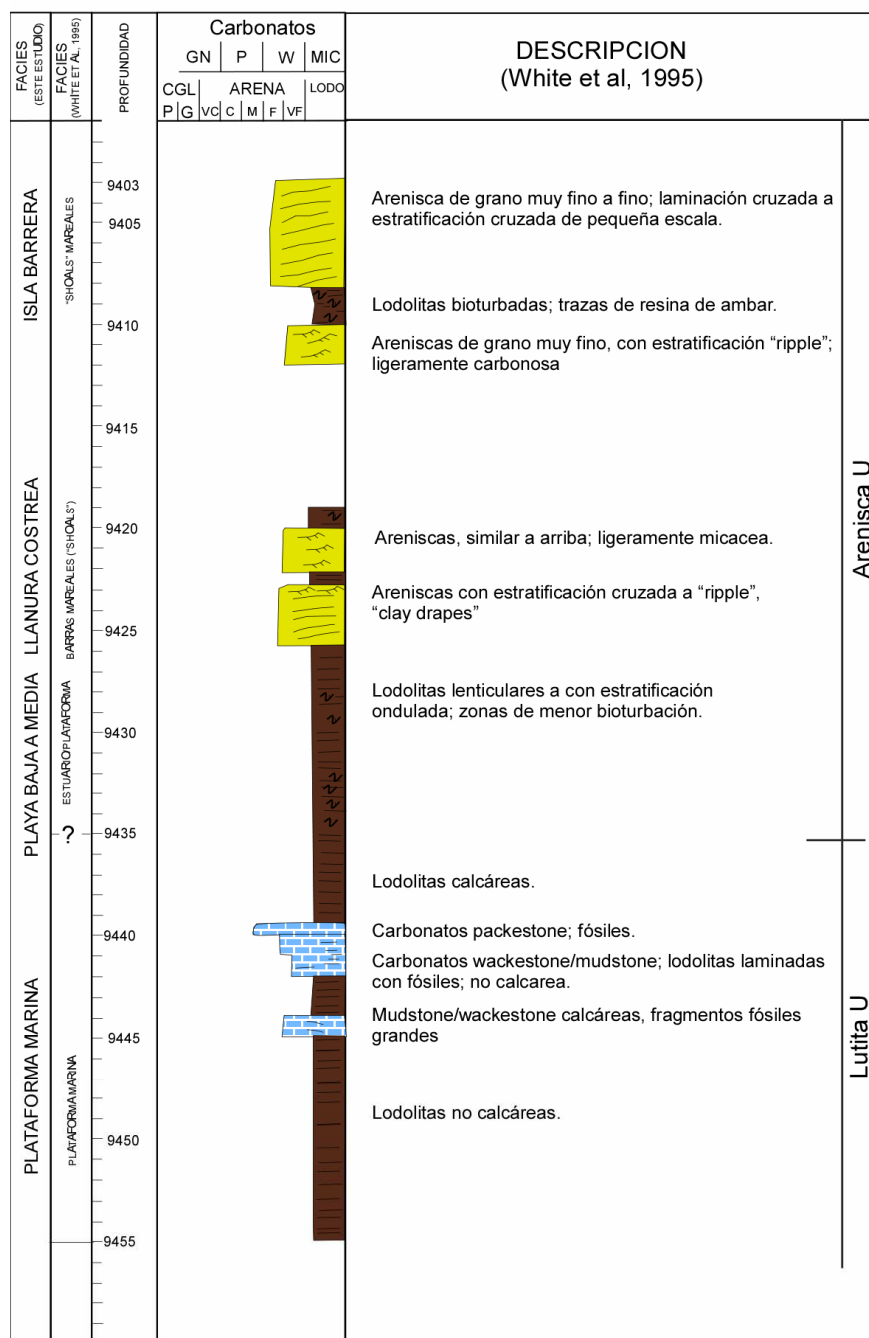 FACIES
(ESTE ESTUDIO)
FACIES
(WHITE ET AL, 1995)
PROFUNDIDAD
Carbonatos
GN P W MIC
CGL ARENA LODO
P G VC C M F VF
DESCRIPCION
(White et al, 1995)
ISLA BARRERA
"SHOALS" MAREALES
9403
9405
9410
9415
9420
9425
9430
9435
9440
9445
9450
9455
Arenisca de grano muy fino a fino; laminación cruzada a
estratificación cruzada de pequeña escala.
Lodolitas bioturbadas; trazas de resina de ambar.
Areniscas de grano muy fino, con estratificación “ripple”;
ligeramente carbonosa
LLANURA COSTREA
BARRAS MAREALES ("SHOALS")
Areniscas, similar a arriba; ligeramente micacea.
Areniscas con estratificación cruzada a “ripple”,
“clay drapes”
PLAYA BAJA A MEDIA
ESTUARIO/PLATAFORMA
?
Lodolitas lenticulares a con estratificación
ondulada; zonas de menor bioturbación.
Arenisca U
Lodolitas calcáreas.
Carbonatos packestone; fósiles.
Carbonatos wackestone/mudstone; lodolitas laminadas
con fósiles; no calcarea.
Mudstone/wackestone calcáreas, fragmentos fósiles
grandes
PLATAFORMA MARINA
PLATAFORMA MARINA
Lodolitas no calcáreas.
Lutita U